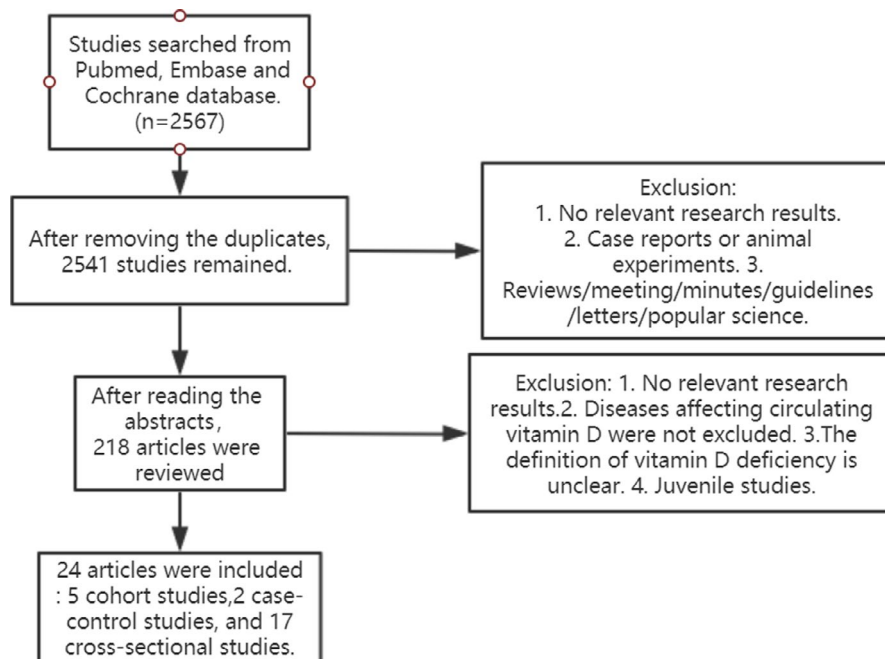 Studies searched from
Pubmed, Embase and
Cochrane database.
(n=2567)
After removing the duplicates,
2541 studies remained.
Exclusion:
1. No relevant research results.
2. Case reports or animal
experiments. 3.
Reviews/meeting/minutes/guidelines
/letters/popular science.
After reading the
abstracts,
218 articles were
reviewed
Exclusion: 1. No relevant research
results.2. Diseases affecting circulating
vitamin D were not excluded. 3.The
definition of vitamin D deficiency is
unclear. 4. Juvenile studies.
24 articles were included
: 5 cohort studies,2 case-
control studies, and 17
cross-sectional studies.